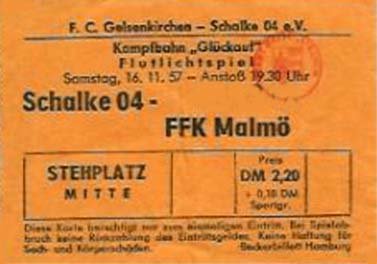 F. C. Gelsenkirchen – Schalke 04 e.V.
Kampfbahn „Glückauf"
Flutlichtspiel
Samstag, 16. 11. 57 – Anstoß 19.30 Uhr
Schalke 04 -
FFK Malmö
STEHPLATZ
MITTE
Preis
DM 2,20
+ 0,10 DM
Sportgr.
Diese Karte berechtigt nur zum einmaligen Eintritt. Bei Spielab-
bruch keine Rückzahlung des Eintrittsgeldes. Keine Haftung für
Sach- und Körperschäden. Beckerbillett Hamburg